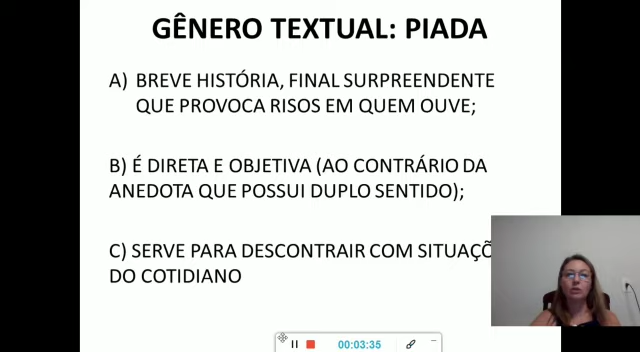 GÊNERO TEXTUAL: PIADA
A) BREVE HISTÓRIA, FINAL SURPREENDENTE
QUE PROVOCA RISOS EM QUEM OUVE;
B) É DIRETA E OBJETIVA (AO CONTRÁRIO DA
ANEDOTA QUE POSSUI DUPLO SENTIDO);
C) SERVE PARA DESCONTRAIR COM SITUAÇÕ
DO COTIDIANO
00:03:35